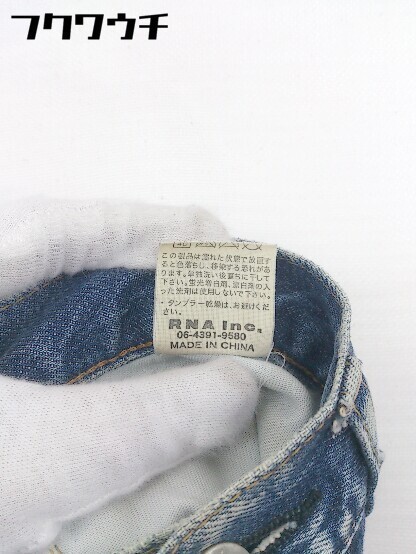 フクワウチ
この製品は濡れた状態で放置す
ると色落ちし、移染する恐れがあ
ります。単独洗い後直ちに干して
下さい。蛍光増白剤、漂白剤の入
った洗剤は使用しないで下さい。
・タンブラー乾燥は、お避けくだ
さい。
RNA Inc.
06-4391-9580
MADE IN CHINA